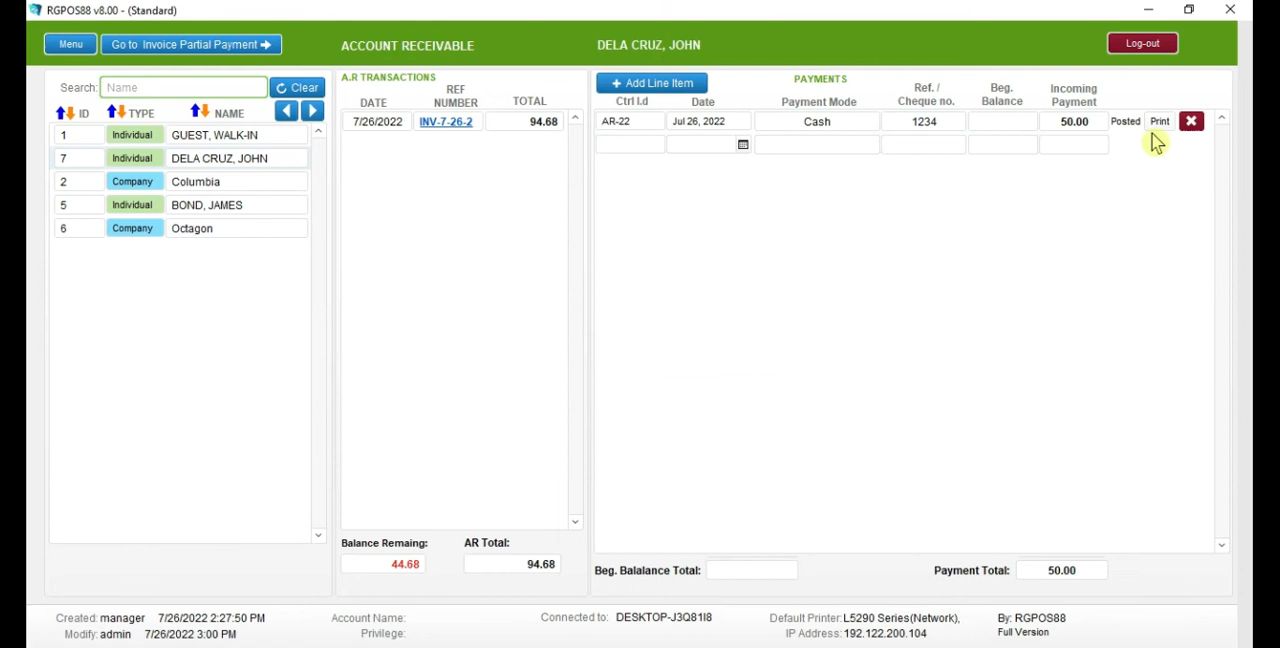 RGPOS88 v8.00 - (Standard)
Menu
Go to Invoice Partial Payment
ACCOUNT RECEIVABLE
DELA CRUZ, JOHN
Log-out
Search: Name Clear
ID TYPE NAME
1 Individual GUEST, WALK-IN
7 Individual DELA CRUZ, JOHN
2 Company Columbia
5 Individual BOND, JAMES
6 Company Octagon
A.R TRANSACTIONS
DATE REF NUMBER TOTAL
7/26/2022 INV-7-26-2 94.68
Balance Remaing: AR Total:
44.68 94.68
+ Add Line Item
PAYMENTS
Ctrl I.d Date Payment Mode Ref. / Cheque no. Beg. Balance Incoming Payment
AR-22 Jul 26, 2022 Cash 1234 50.00 Posted Print
Beg. Balalance Total:
Payment Total: 50.00
Created: manager 7/26/2022 2:27:50 PM
Modify: admin 7/26/2022 3:00 PM
Account Name:
Privilege:
Connected to: DESKTOP-J3Q81I8
Default Printer: L5290 Series(Network),
IP Address: 192.122.200.104
By: RGPOS88
Full Version